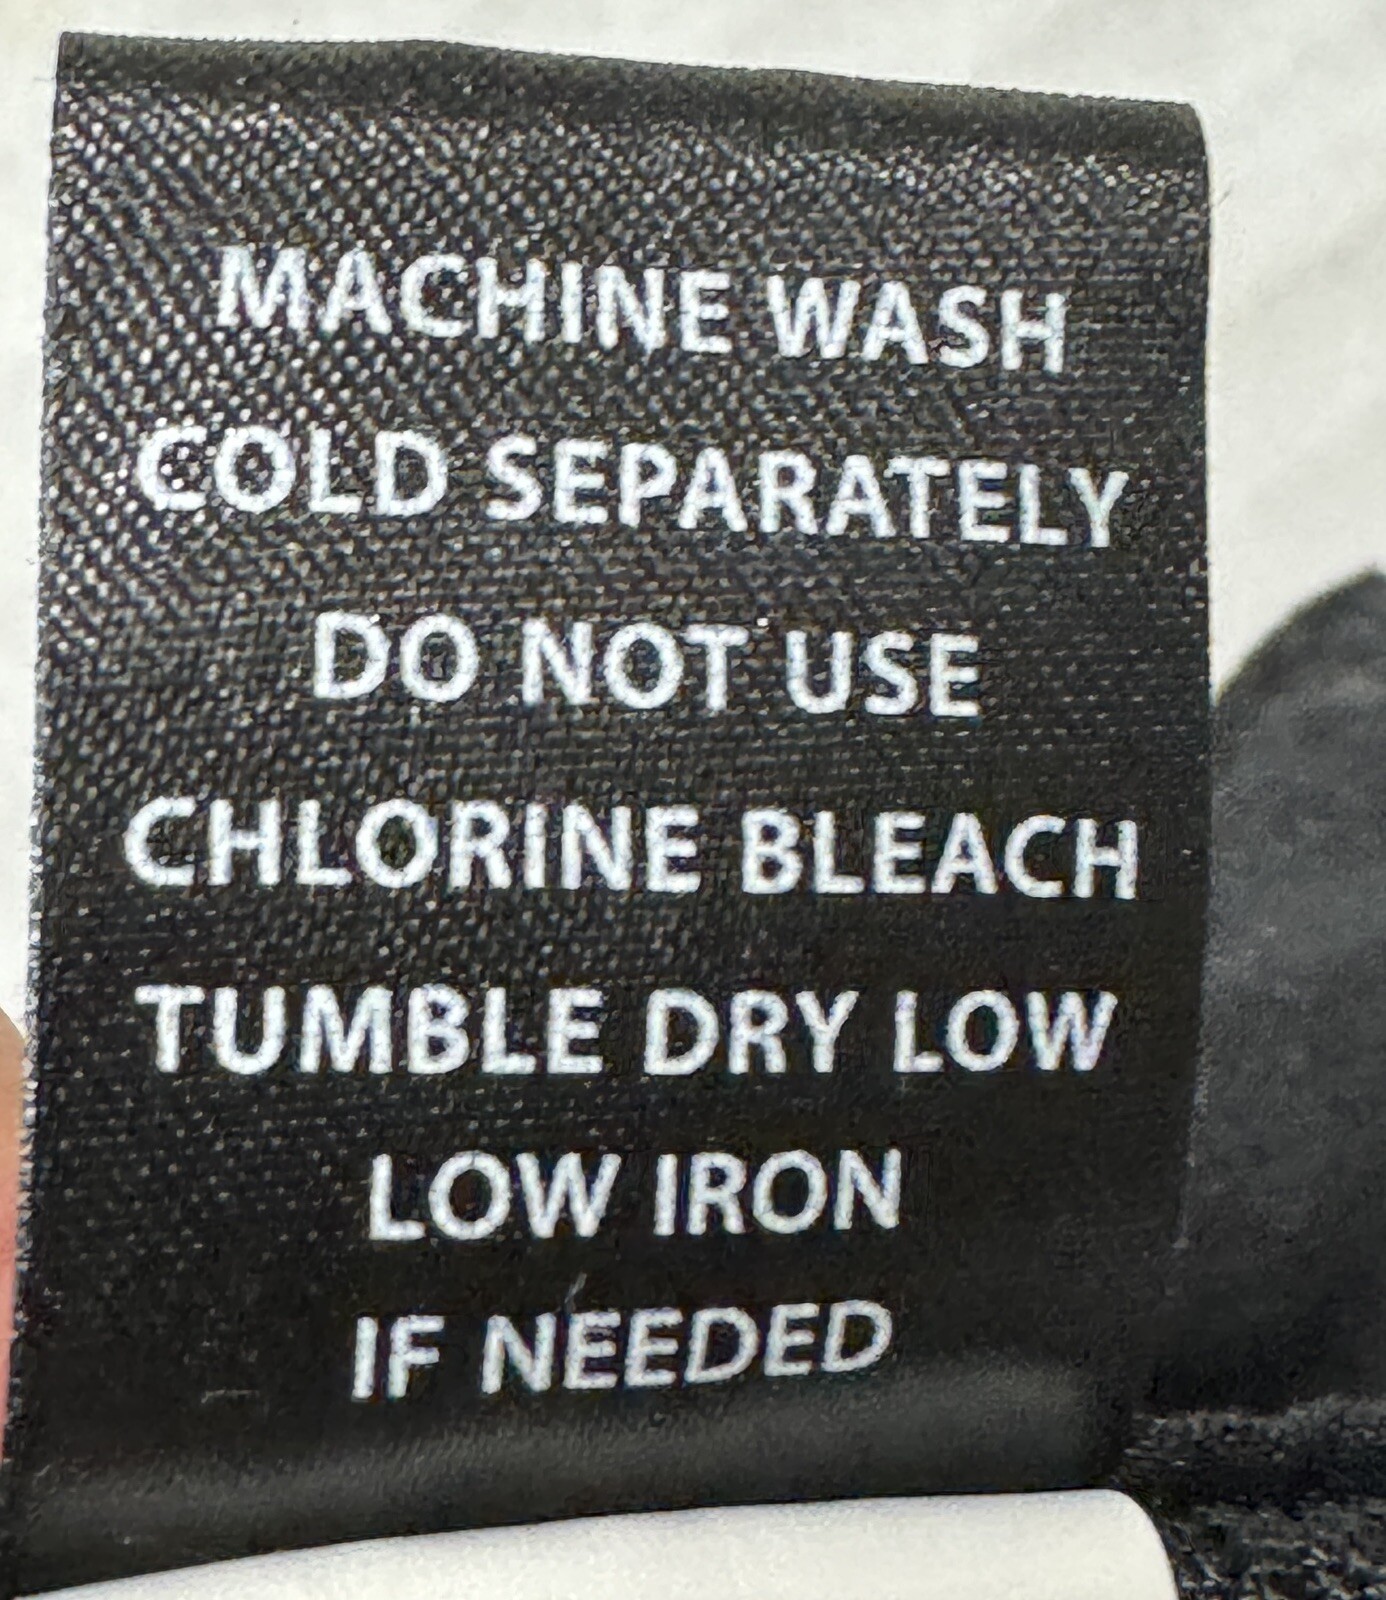 MACHINE WASH
COLD SEPARATELY
DO NOT USE
CHLORINE BLEACH
TUMBLE DRY LOW
LOW IRON
IF NEEDED